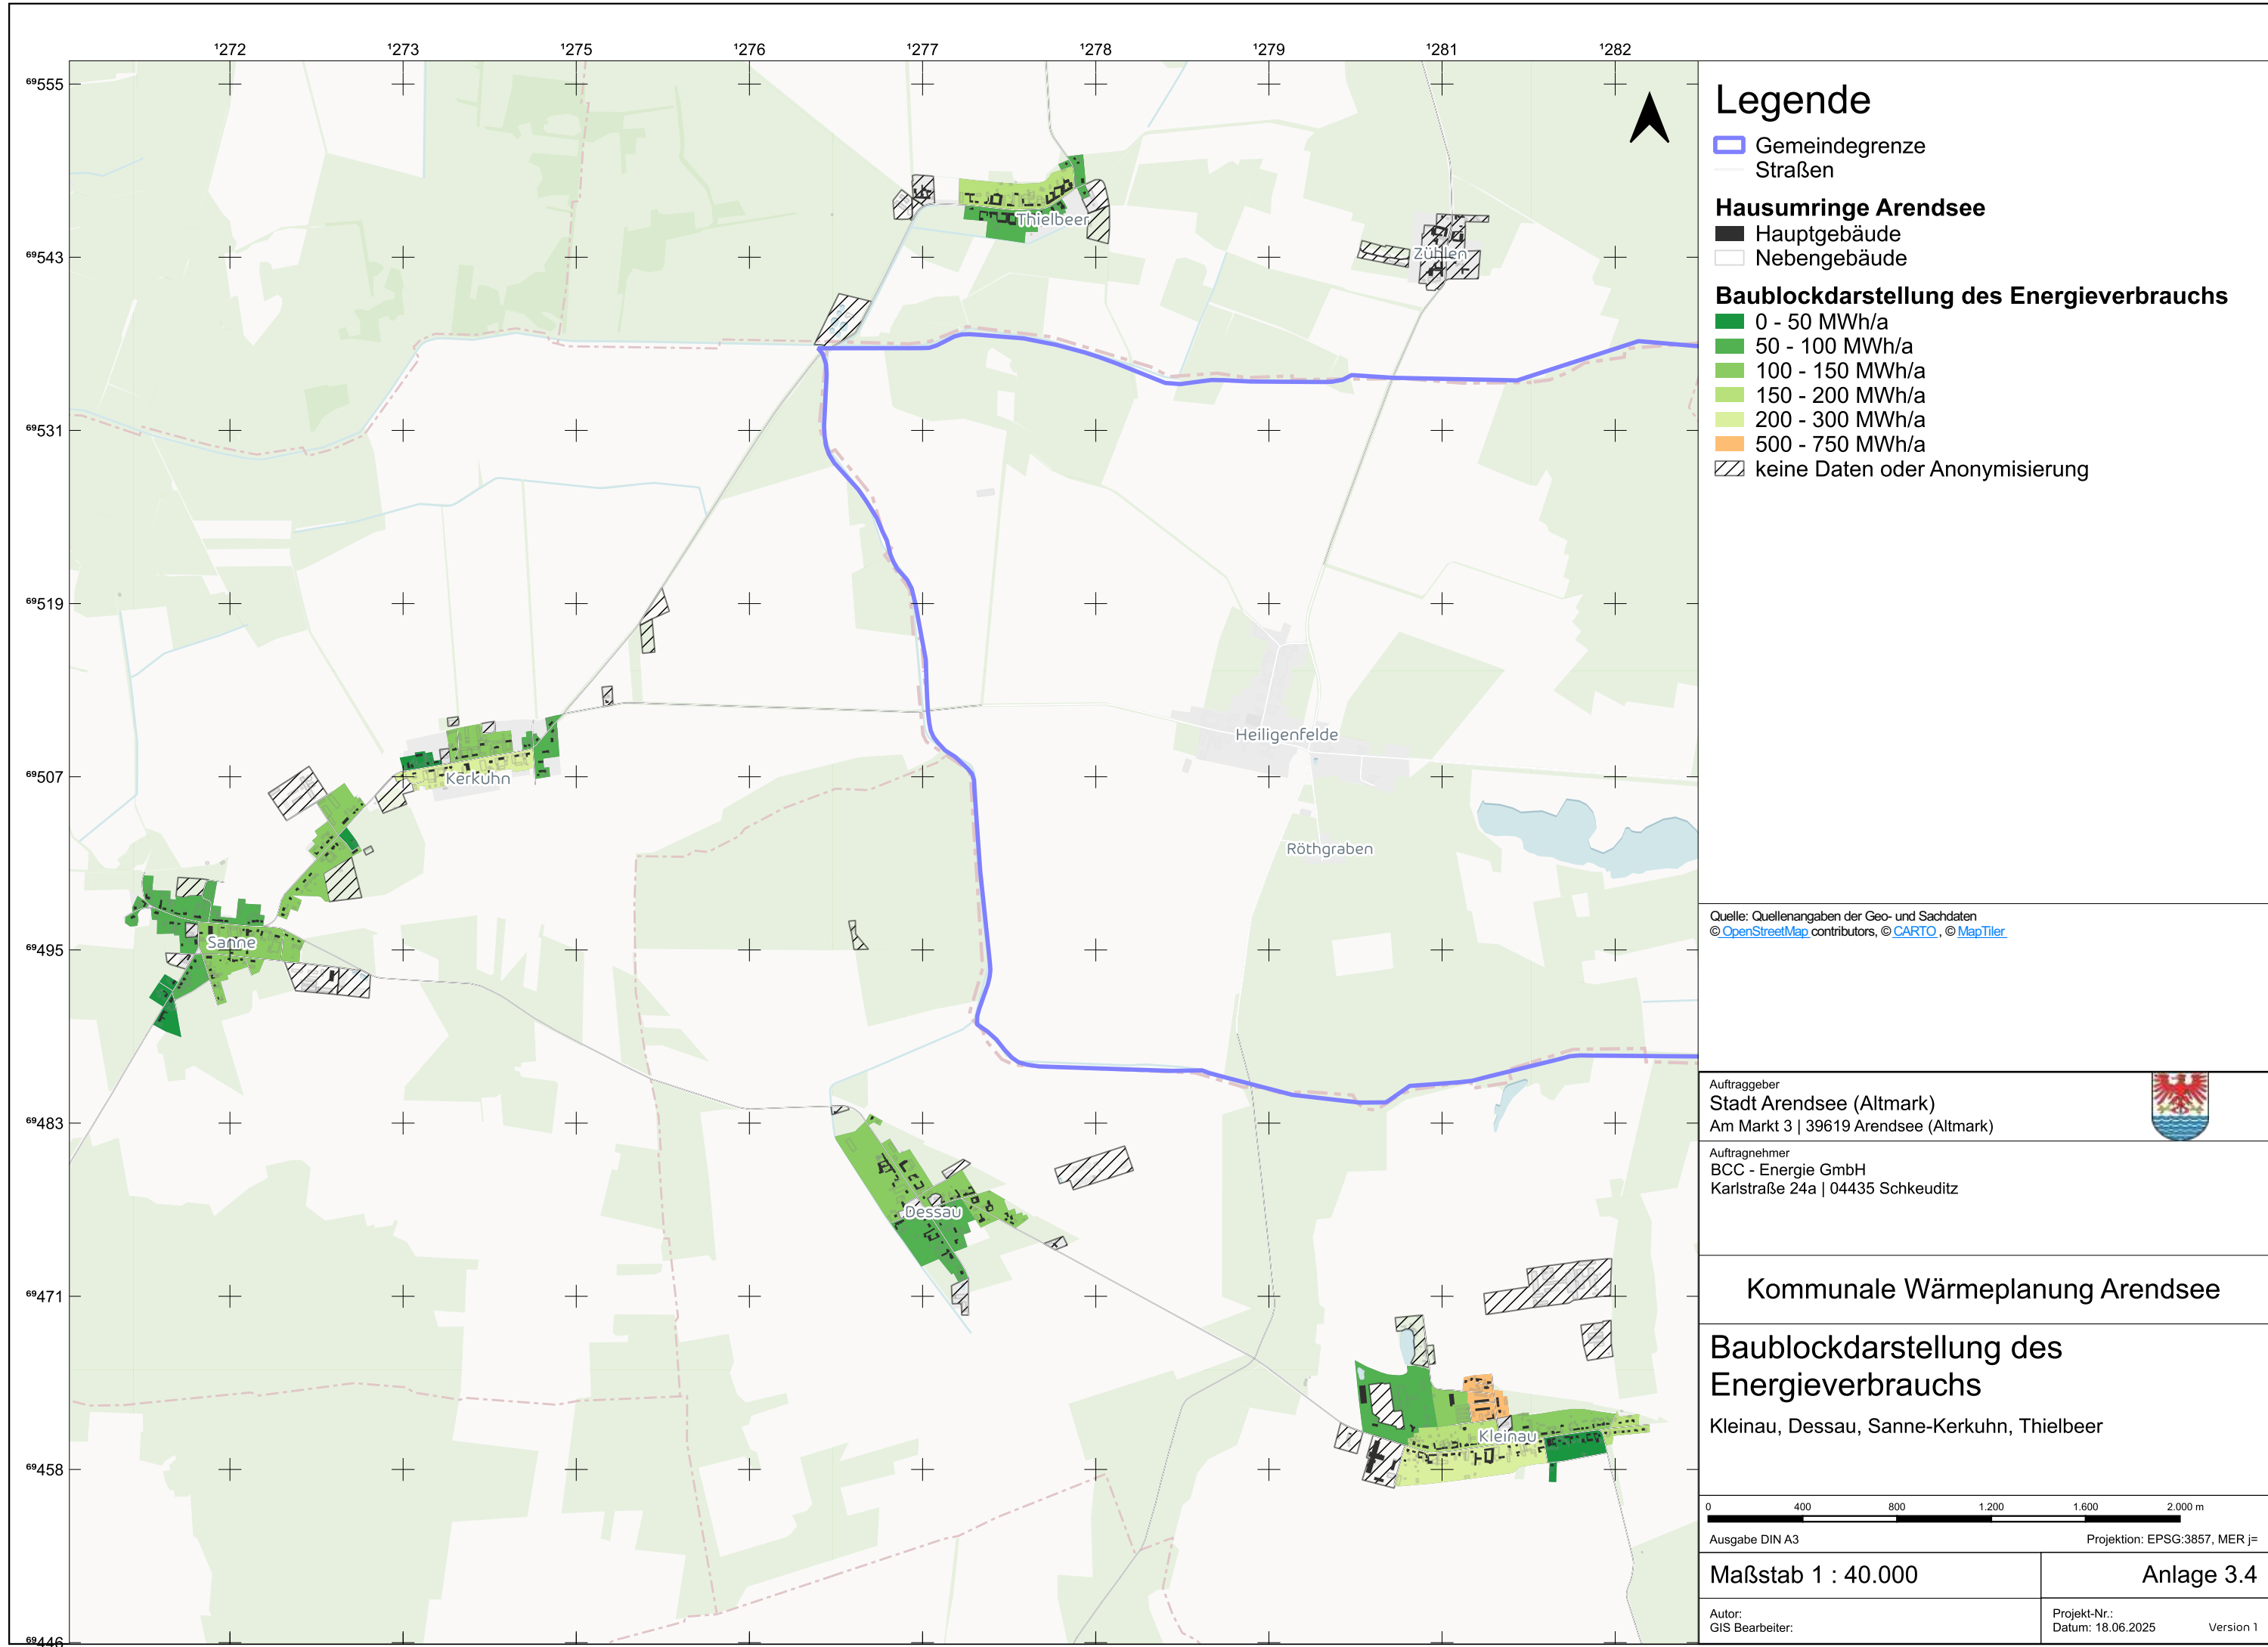 ¹272 ¹273 ¹275 ¹276 ¹277 ¹278 ¹279 ¹281 ¹282
⁶⁹555
⁶⁹543
⁶⁹531
⁶⁹519
⁶⁹507
⁶⁹495
⁶⁹483
⁶⁹471
⁶⁹458
⁶⁹446
Thielbeer
Zühlen
Heiligenfelde
Kerkuhn
Röthgraben
Sanne
Dessau
Kleinau
Legende
Gemeindegrenze
Straßen
Hausumringe Arendsee
Hauptgebäude
Nebengebäude
Baublockdarstellung des Energieverbrauchs
0 - 50 MWh/a
50 - 100 MWh/a
100 - 150 MWh/a
150 - 200 MWh/a
200 - 300 MWh/a
500 - 750 MWh/a
keine Daten oder Anonymisierung
Quelle: Quellenangaben der Geo- und Sachdaten
© OpenStreetMap contributors, © CARTO , © MapTiler
Auftraggeber
Stadt Arendsee (Altmark)
Am Markt 3 | 39619 Arendsee (Altmark)
Auftragnehmer
BCC - Energie GmbH
Karlstraße 24a | 04435 Schkeuditz
Kommunale Wärmeplanung Arendsee
Baublockdarstellung des
Energieverbrauchs
Kleinau, Dessau, Sanne-Kerkuhn, Thielbeer
0 400 800 1.200 1.600 2.000 m
Ausgabe DIN A3 Projektion: EPSG:3857, MER j=
Maßstab 1 : 40.000 Anlage 3.4
Autor:
GIS Bearbeiter:
Projekt-Nr.:
Datum: 18.06.2025 Version 1